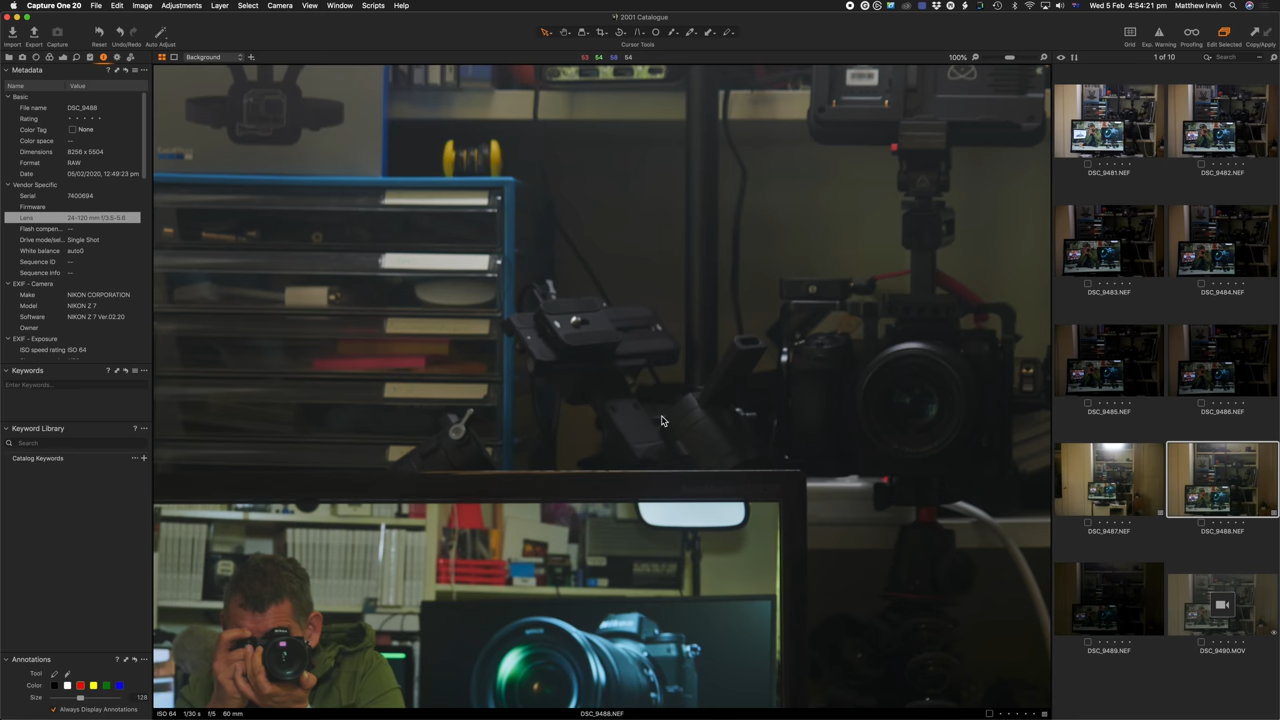 Capture One 20 File Edit Image Adjustments Layer Select Camera View Window Scripts Help Wed 5 Feb 4:54:21 pm Matthew Irwin
2001 Catalogue
Import Export Capture Reset Undo/Redo Auto Adjust Cursor Tools Grid Exp. Warning Proofing Edit Selected Copy/Apply
Background 53 54 58 54 100% 1 of 10 Search
Metadata
Name Value
Basic
File name DSC_9488
Rating
Color Tag None
Color space --
Dimensions 8256 x 5504
Format RAW
Date 05/02/2020, 12:49:23 pm
Vendor Specific
Serial 7400694
Firmware
Lens 24-120 mm f/3.5-5.6
Flash compen... --
Drive mode/sel... Single Shot
White balance auto0
Sequence ID --
Sequence Info --
EXIF - Camera
Make NIKON CORPORATION
Model NIKON Z 7
Software NIKON Z 7 Ver.02.20
Owner
EXIF - Exposure
ISO speed rating ISO 64
Keywords
Enter Keywords...
Keyword Library
Search
Catalog Keywords
Annotations
Tool
Color
Size 128
Always Display Annotations
DSC_9481.NEF DSC_9482.NEF
DSC_9483.NEF DSC_9484.NEF
DSC_9485.NEF DSC_9486.NEF
DSC_9487.NEF DSC_9488.NEF
DSC_9489.NEF DSC_9490.MOV
ISO 64 1/30 s f/5 60 mm DSC_9488.NEF